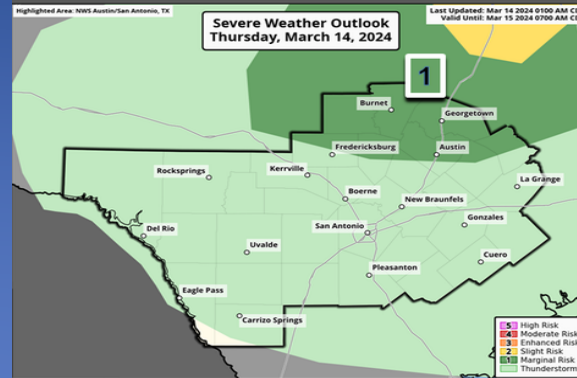 Highlighted Area: NWS Austin/San Antonio, TX
Severe Weather Outlook
Thursday, March 14, 2024
Last Updated: Mar 14 2024 0100 AM
Valid Until: Mar 15 2024 0700 AM
1
Burnet
Georgetown
Fredericksburg
Austin
Rocksprings
Kerrville
La Grange
Boerne
New Braunfels
Gonzales
San Antonio
Del Rio
Uvalde
Cuero
Pleasanton
Eagle Pass
Carrizo Springs
5 High Risk
4 Moderate Risk
3 Enhanced Risk
2 Slight Risk
1 Marginal Risk
Thunderstorm